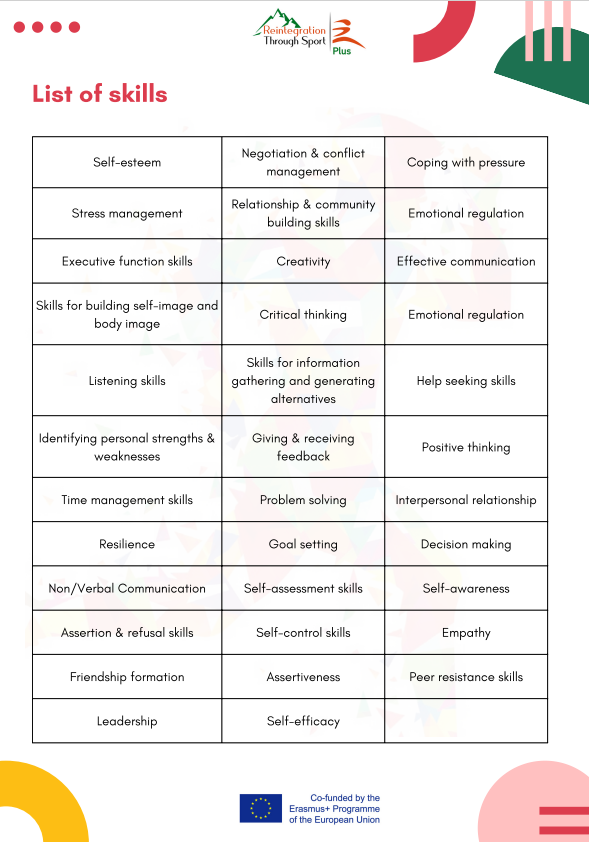 Reintegration
Through Sport
Plus
List of skills
Self-esteem
Negotiation & conflict
management
Coping with pressure
Stress management
Relationship & community
building skills
Emotional regulation
Executive function skills
Creativity
Effective communication
Skills for building self-image and
body image
Critical thinking
Emotional regulation
Listening skills
Skills for information
gathering and generating
alternatives
Help seeking skills
Identifying personal strengths &
weaknesses
Giving & receiving
feedback
Positive thinking
Time management skills
Problem solving
Interpersonal relationship
Resilience
Goal setting
Decision making
Non/Verbal Communication
Self-assessment skills
Self-awareness
Assertion & refusal skills
Self-control skills
Empathy
Friendship formation
Assertiveness
Peer resistance skills
Leadership
Self-efficacy
Co-funded by the
Erasmus+ Programme
of the European Union